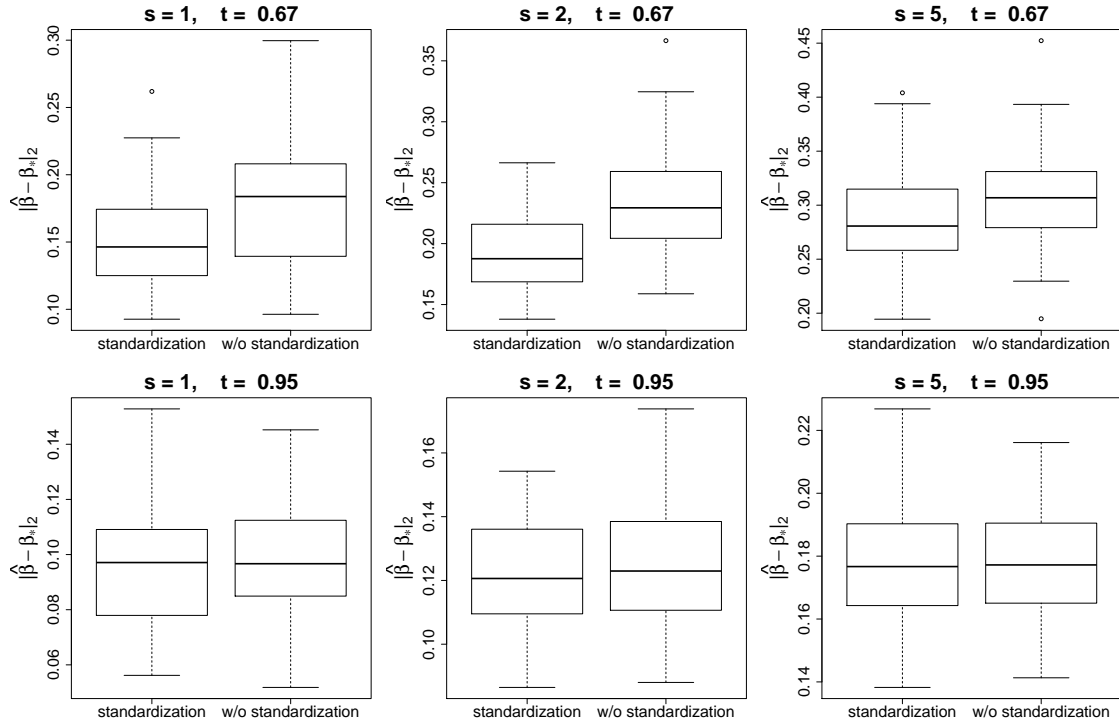 s = 1, t = 0.67
|β̂ − β*|2
0.30
0.25
0.20
0.15
0.10
standardization w/o standardization
s = 2, t = 0.67
|β̂ − β*|2
0.35
0.30
0.25
0.20
0.15
standardization w/o standardization
s = 5, t = 0.67
|β̂ − β*|2
0.45
0.40
0.35
0.30
0.25
0.20
standardization w/o standardization
s = 1, t = 0.95
|β̂ − β*|2
0.14
0.12
0.10
0.08
0.06
standardization w/o standardization
s = 2, t = 0.95
|β̂ − β*|2
0.16
0.14
0.12
0.10
standardization w/o standardization
s = 5, t = 0.95
|β̂ − β*|2
0.22
0.20
0.18
0.16
0.14
standardization w/o standardization